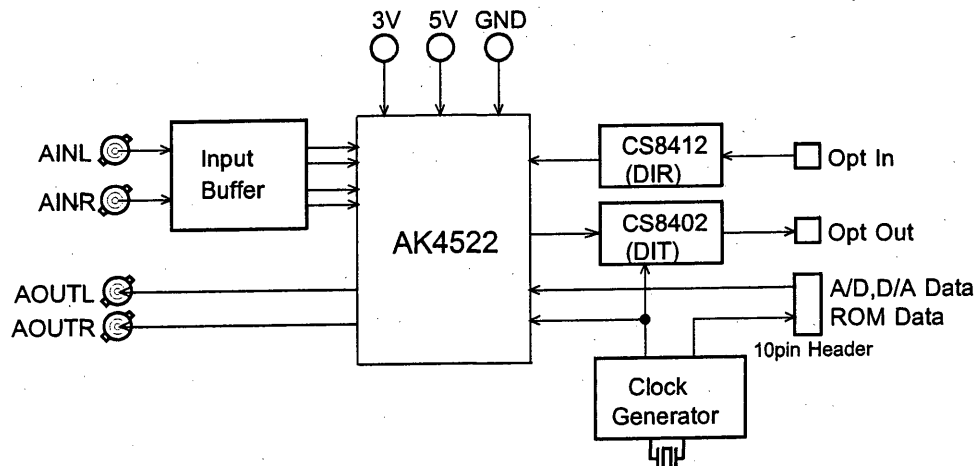 3V 5V GND
AINL
AINR
Input
Buffer
AK4522
CS8412
(DIR)
Opt In
CS8402
(DIT)
Opt Out
AOUTL
AOUTR
A/D,D/A Data
ROM Data
10pin Header
Clock
Generator